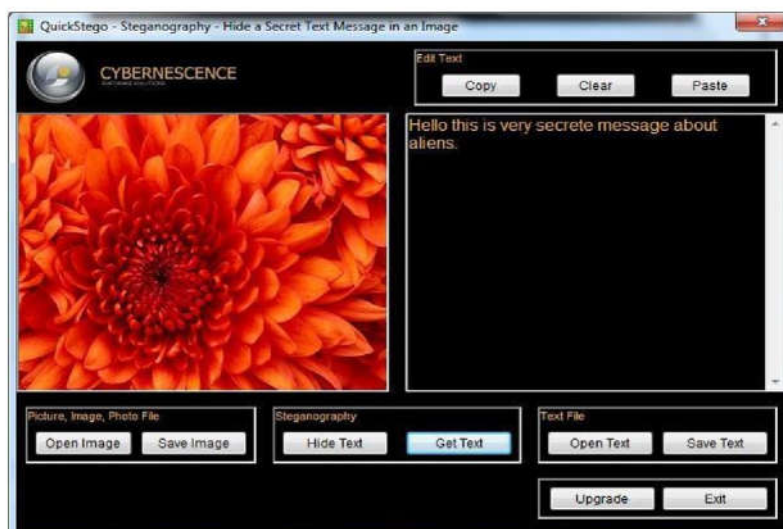 QuickStego - Steganography - Hide a Secret Text Message in an Image
CYBERNESCENCE
Edit Text
Copy Clear Paste
Hello this is very secrete message about
aliens.
Picture, Image, Photo File
Open Image Save Image
Steganography
Hide Text Get Text
Text File
Open Text Save Text
Upgrade Exit